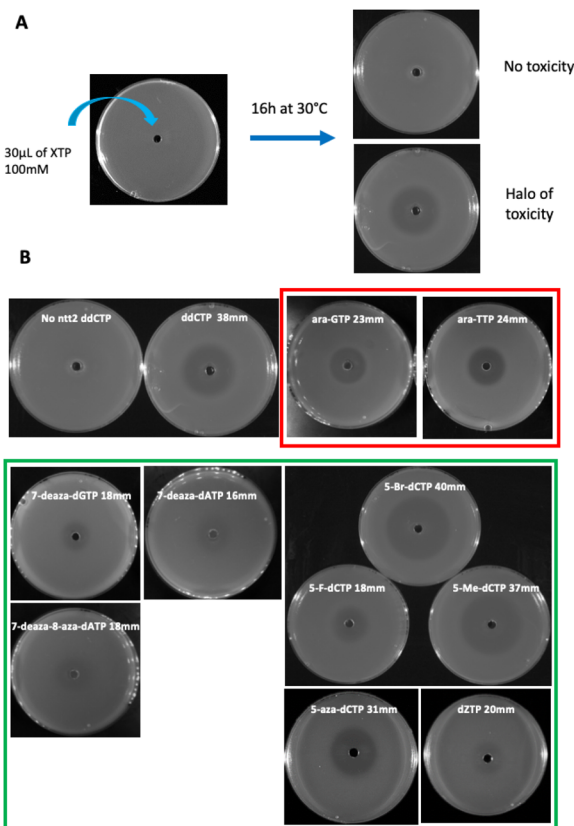 A
30µL of XTP
100mM
16h at 30°C
No toxicity
Halo of
toxicity
B
No ntt2 ddCTP
ddCTP 38mm
ara-GTP 23mm
ara-TTP 24mm
7-deaza-dGTP 18mm
7-deaza-dATP 16mm
5-Br-dCTP 40mm
5-F-dCTP 18mm
5-Me-dCTP 37mm
7-deaza-8-aza-dATP 18mm
5-aza-dCTP 31mm
dZTP 20mm